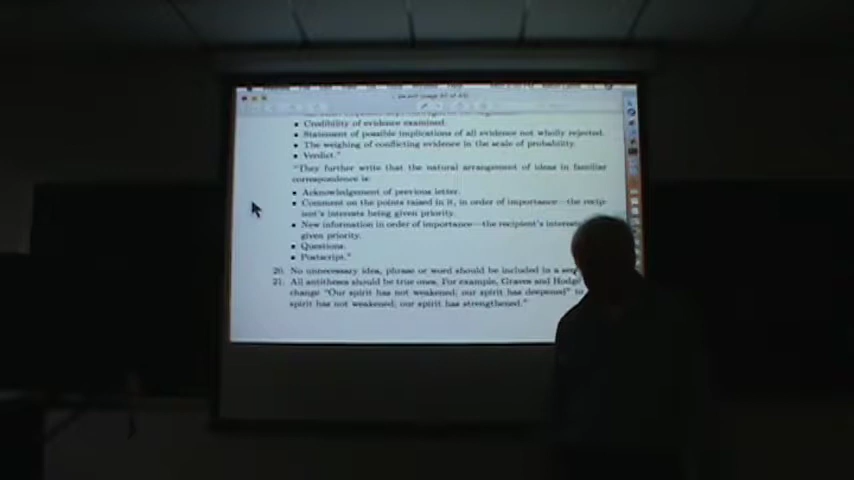 • Credibility of evidence examined.
• Statement of possible implications of all evidence not wholly rejected.
• The weighing of conflicting evidence in the scale of probability.
• Verdict."
"They further write that the natural arrangement of ideas in familiar
correspondence is:
• Acknowledgement of previous letter.
• Comment on the points raised in it, in order of importance—the recip-
ient's interests being given priority.
• New information in order of importance—the recipient's interests
given priority.
• Questions.
• Postscript."
20. No unnecessary idea, phrase or word should be included in a
21. All antitheses should be true ones. For example, Graves and Hodge
change "Our spirit has not weakened; our spirit has deepened" to
spirit has not weakened; our spirit has strengthened."